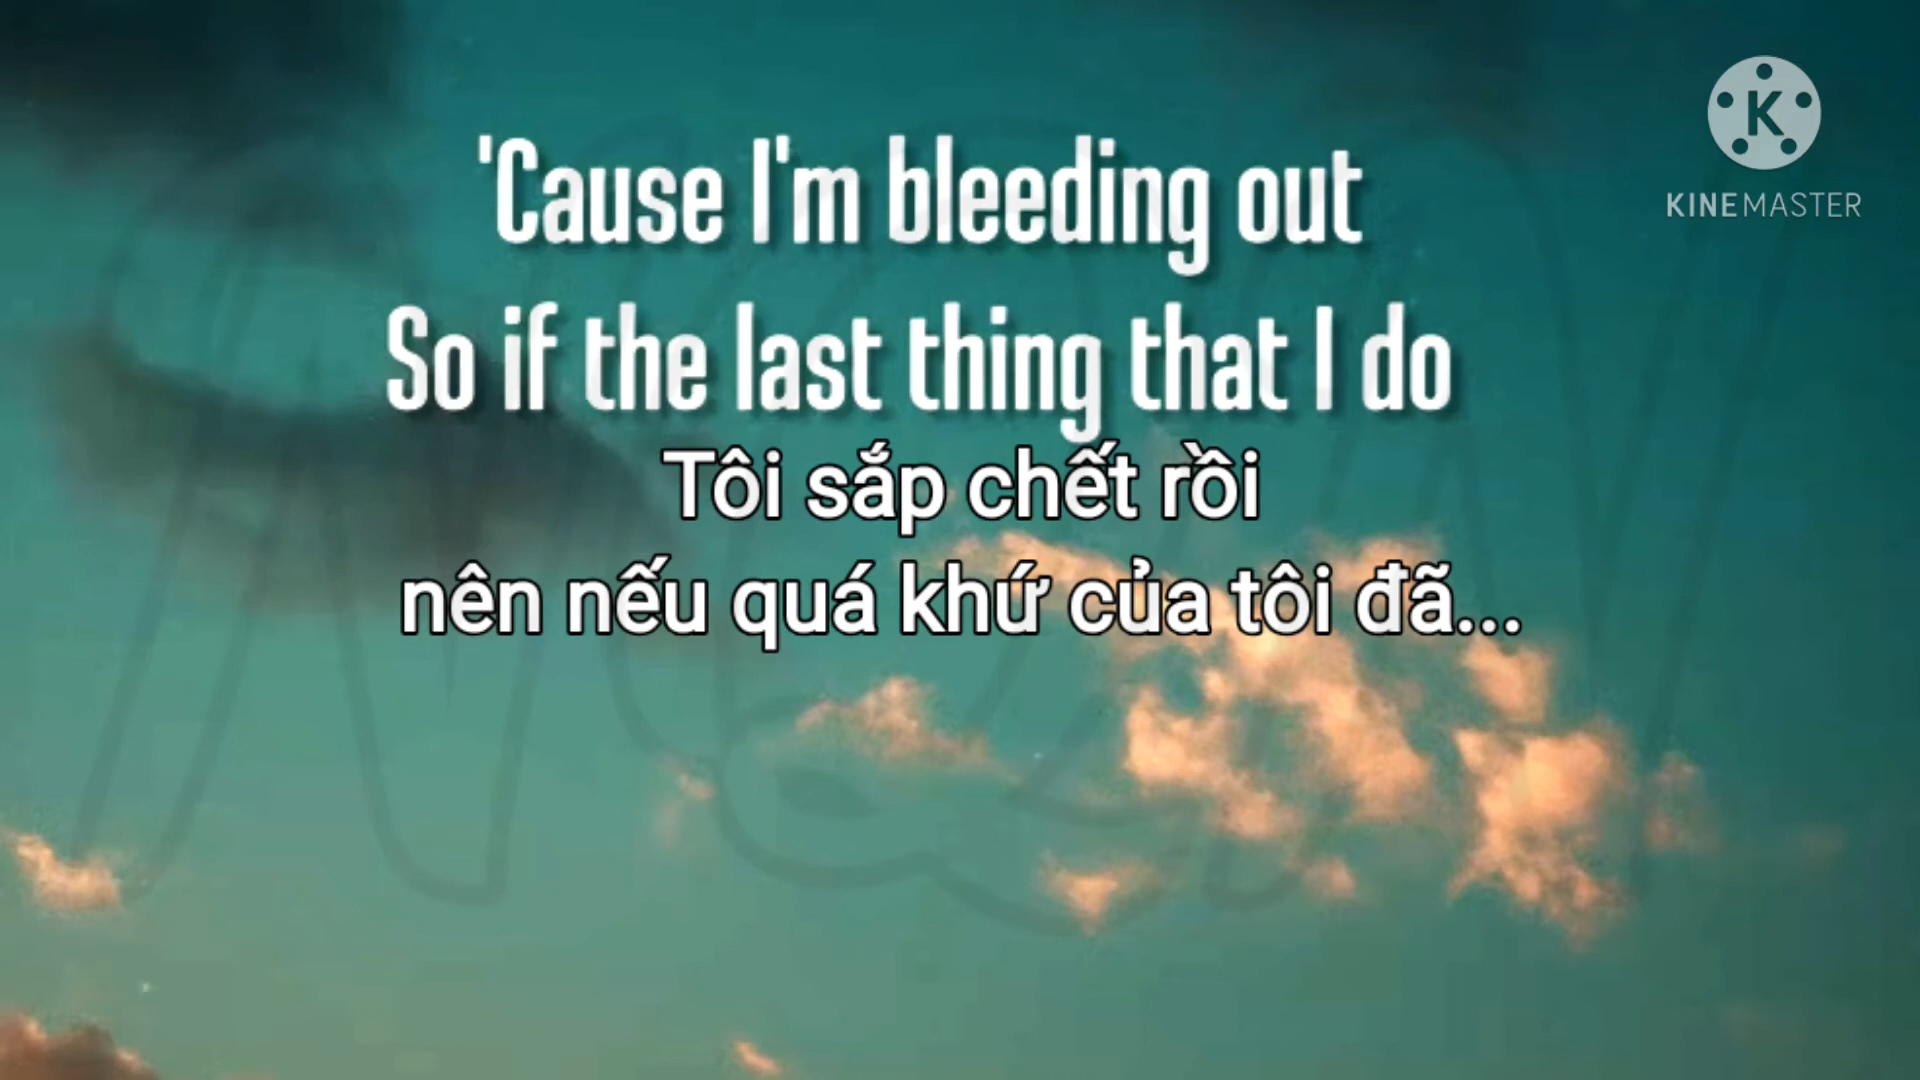 'Cause I'm bleeding out
So if the last thing that I do
Tôi sắp chết rồi
nên nếu quá khứ của tôi đã...
K
KINEMASTER